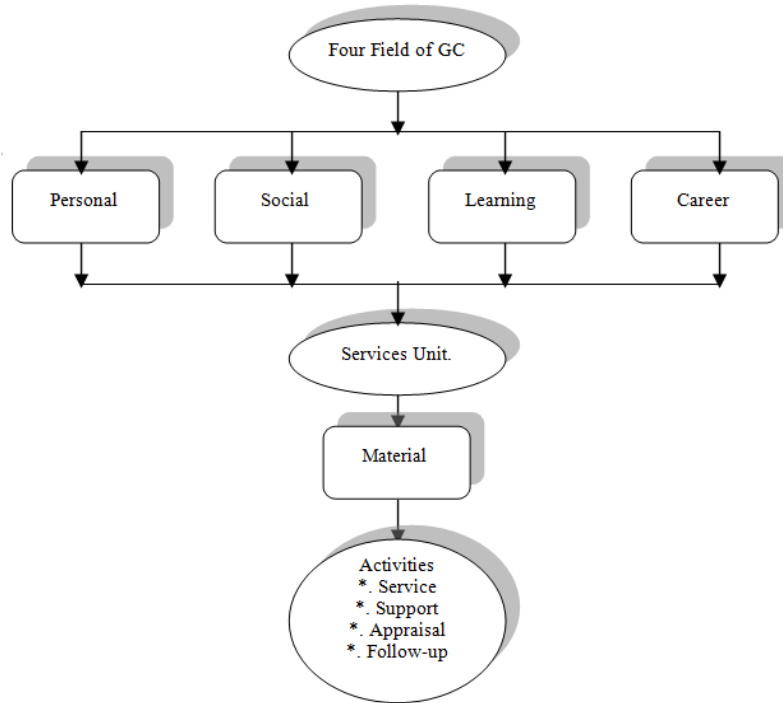 Four Field of GC
Personal
Social
Learning
Career
Services Unit.
Material
Activities
*. Service
*. Support
*. Appraisal
*. Follow-up